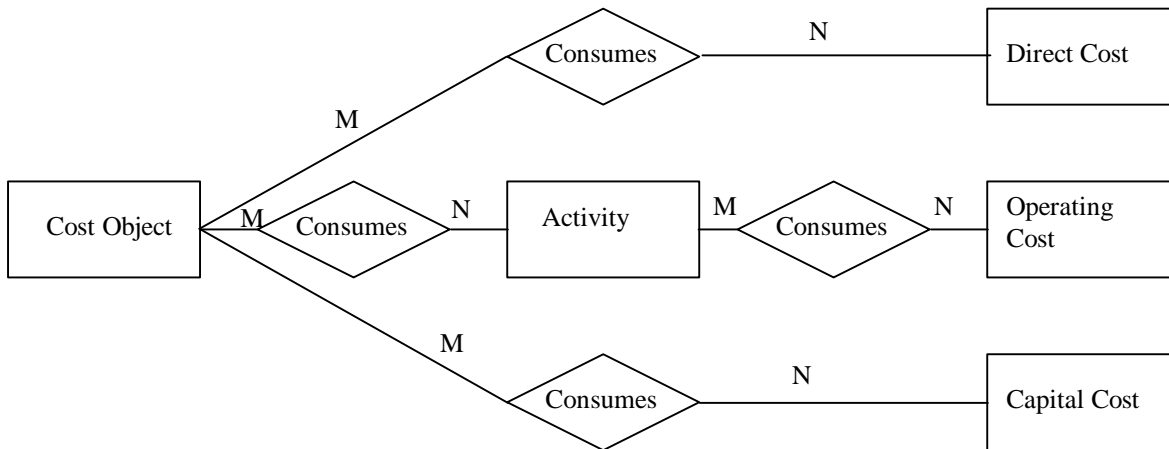 N
Consumes
Direct Cost
M
Cost Object
M
Consumes
N
Activity
M
Consumes
N
Operating
Cost
M
N
Consumes
Capital Cost